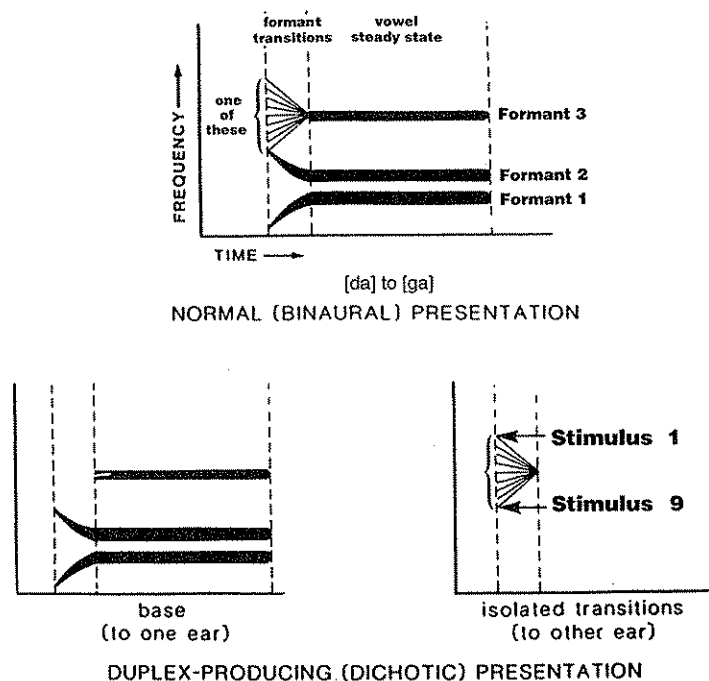 formant
transitions
vowel
steady state
one
of
these
FREQUENCY
Formant 3
Formant 2
Formant 1
TIME
[da] to [ga]
NORMAL (BINAURAL) PRESENTATION
Stimulus 1
Stimulus 9
base
(to one ear)
isolated transitions
(to other ear)
DUPLEX-PRODUCING (DICHOTIC) PRESENTATION